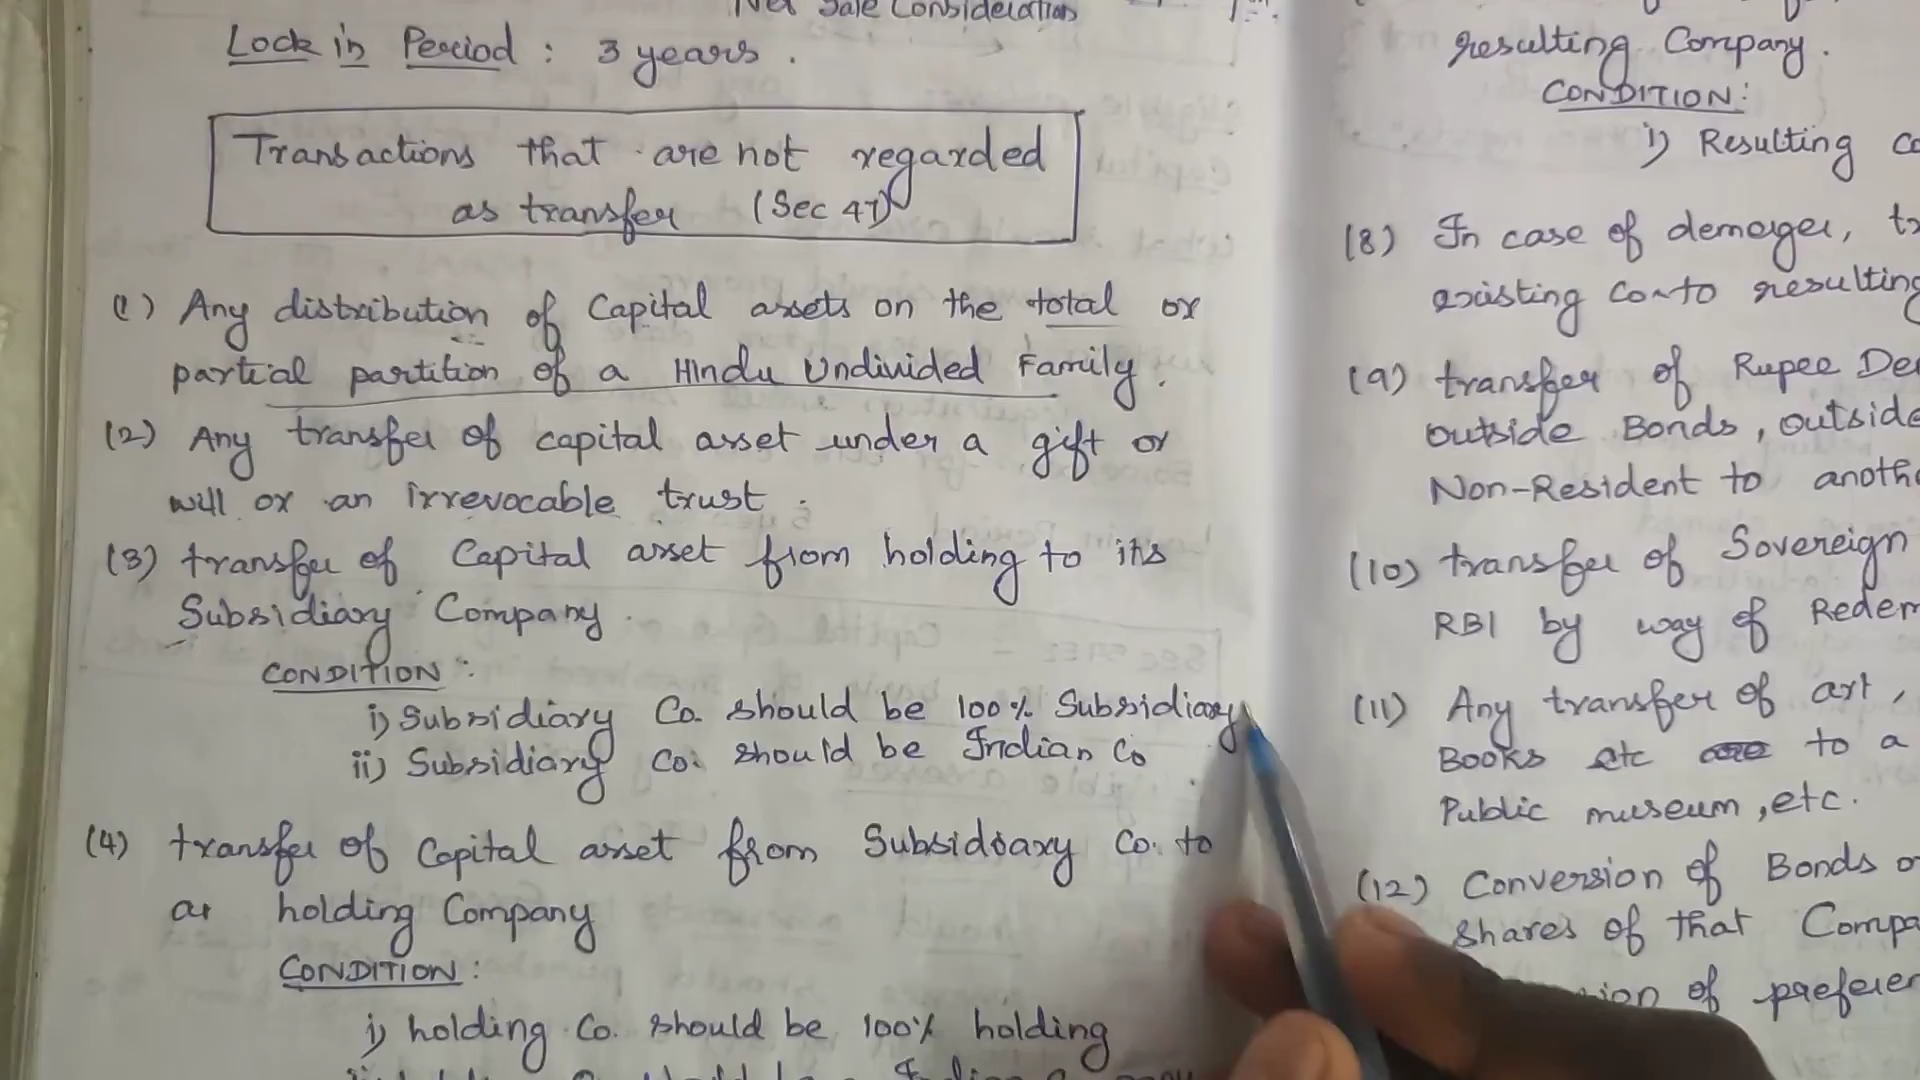 Net Sale Consideration
Lock in Period : 3 years .
Transactions that are not regarded
as transfer (Sec 47)
(1) Any distribution of Capital assets on the total or
partial partition of a Hindu Undivided Family.
(2) Any transfer of capital asset under a gift or
will or an irrevocable trust .
(3) transfer of Capital asset from holding to its
Subsidiary Company.
CONDITION :
i) Subsidiary Co. should be 100% Subsidiary
ii) Subsidiary Co. should be Indian Co
(4) transfer of Capital asset from Subsidiary Co. to
holding Company
CONDITION :
i) holding Co. should be 100% holding
resulting Company.
CONDITION :
i) Resulting
(8) In case of demerger,
existing Co to resulting
(9) transfer of Rupee
outside Bonds, outside
Non-Resident to
(10) transfer of Sovereign
RBI by way of
(11) Any transfer of art,
Books etc to a
Public museum, etc.
(12) Conversion of Bonds
Shares of that
of